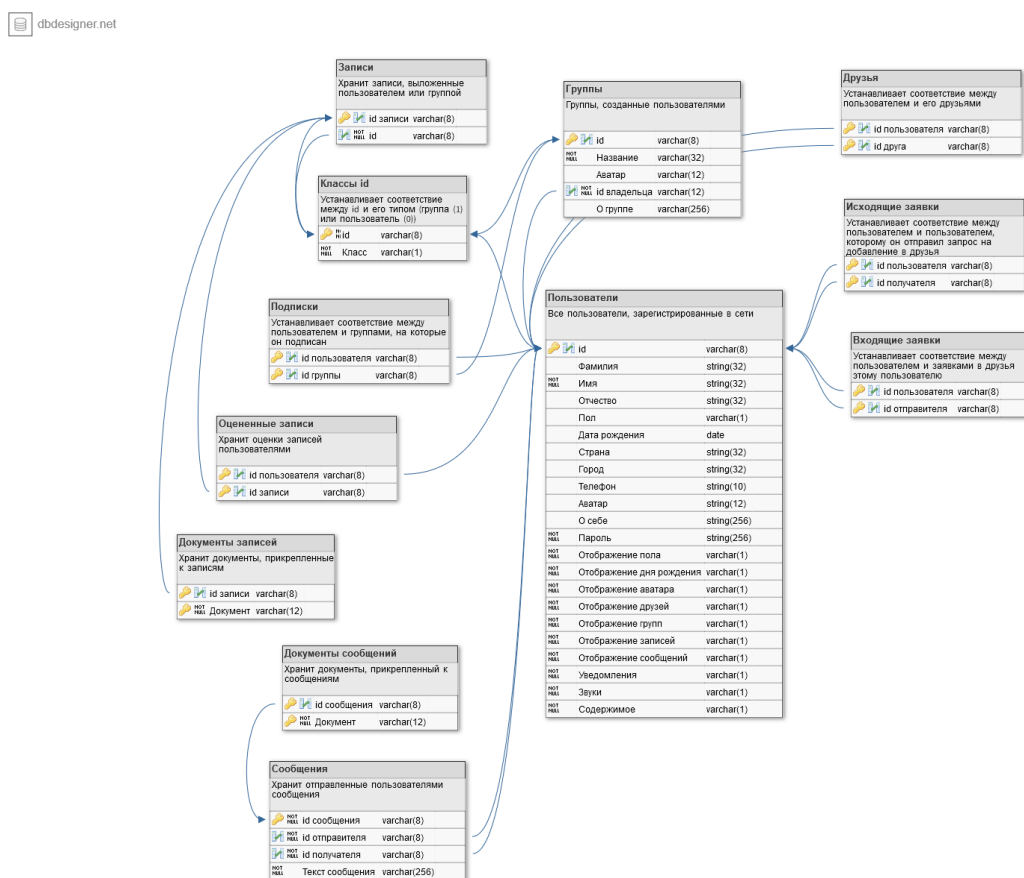 dbdesigner.net
Записи
Хранит записи, выложенные
пользователем или группой
id записи varchar(8)
NOT NULL id varchar(8)
Группы
Группы, созданные пользователями
id varchar(8)
NOT NULL Название varchar(32)
Аватар varchar(12)
NOT NULL id владельца varchar(12)
О группе varchar(256)
Друзья
Устанавливает соответствие между
пользователем и его друзьями
id пользователя varchar(8)
id друга varchar(8)
Классы id
Устанавливает соответствие
между id и его типом (группа (1)
или пользователь (0))
id varchar(8)
NOT NULL Класс varchar(1)
Исходящие заявки
Устанавливает соответствие между
пользователем и пользователем,
которому он отправил запрос на
добавление в друзья
id пользователя varchar(8)
id получателя varchar(8)
Подписки
Устанавливает соответствие между
пользователем и группами, на которые
он подписан
id пользователя varchar(8)
id группы varchar(8)
Пользователи
Все пользователи, зарегистрированные в сети
id varchar(8)
Фамилия string(32)
NOT NULL Имя string(32)
Отчество string(32)
Пол varchar(1)
Дата рождения date
Страна string(32)
Город string(32)
Телефон string(10)
Аватар string(12)
О себе string(256)
NOT NULL Пароль string(256)
NOT NULL Отображение пола varchar(1)
NOT NULL Отображение дня рождения varchar(1)
NOT NULL Отображение аватара varchar(1)
NOT NULL Отображение друзей varchar(1)
NOT NULL Отображение групп varchar(1)
NOT NULL Отображение записей varchar(1)
NOT NULL Отображение сообщений varchar(1)
NOT NULL Уведомления varchar(1)
NOT NULL Звуки varchar(1)
NOT NULL Содержимое varchar(1)
Входящие заявки
Устанавливает соответствие между
пользователем и заявками в друзья
этому пользователю
id пользователя varchar(8)
id отправителя varchar(8)
Оцененные записи
Хранит оценки записей
пользователями
id пользователя varchar(8)
id записи varchar(8)
Документы записей
Хранит документы, прикрепленные
к записям
id записи varchar(8)
NOT NULL Документ varchar(12)
Документы сообщений
Хранит документы, прикрепленный к
сообщениям
id сообщения varchar(8)
NOT NULL Документ varchar(12)
Сообщения
Хранит отправленные пользователями
сообщения
NOT NULL id сообщения varchar(8)
NOT NULL id отправителя varchar(8)
NOT NULL id получателя varchar(8)
NOT NULL Текст сообщения varchar(256)